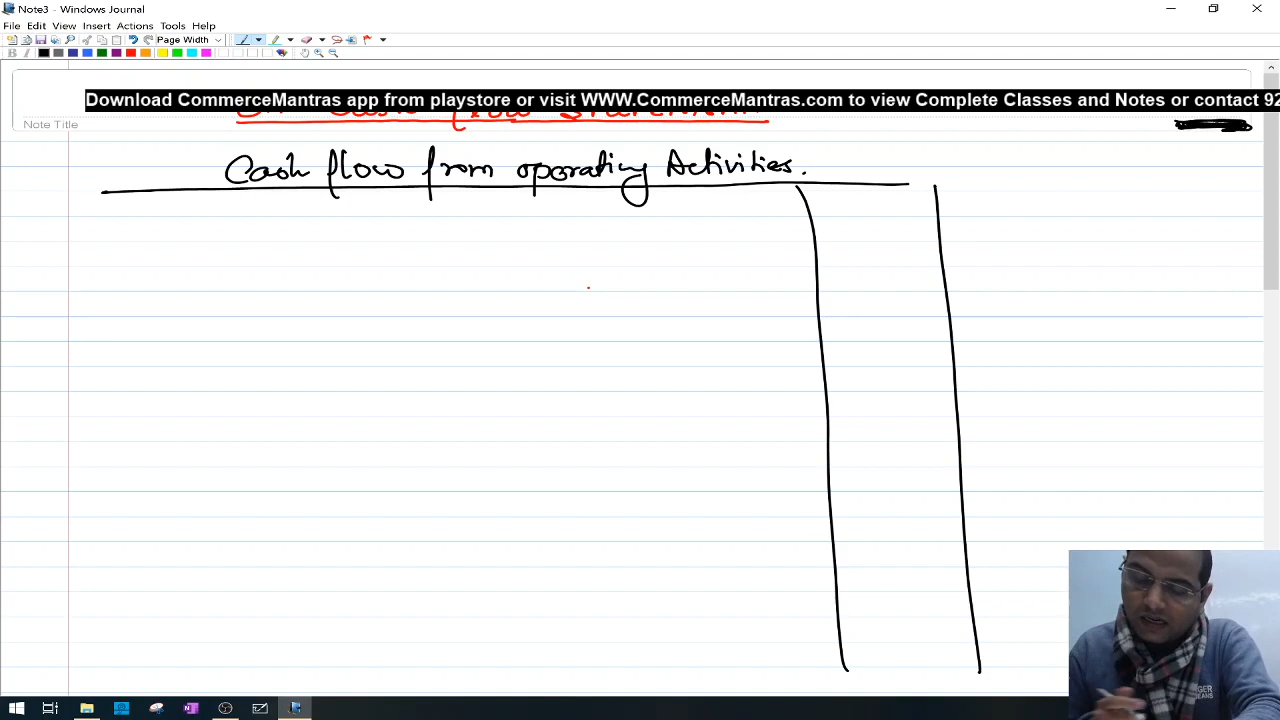 Note3 - Windows Journal
File Edit View Insert Actions Tools Help
Page Width
B I
Download CommerceMantras app from playstore or visit WWW.CommerceMantras.com to view Complete Classes and Notes or contact 92
Note Title
Cash flow from operating Activities.